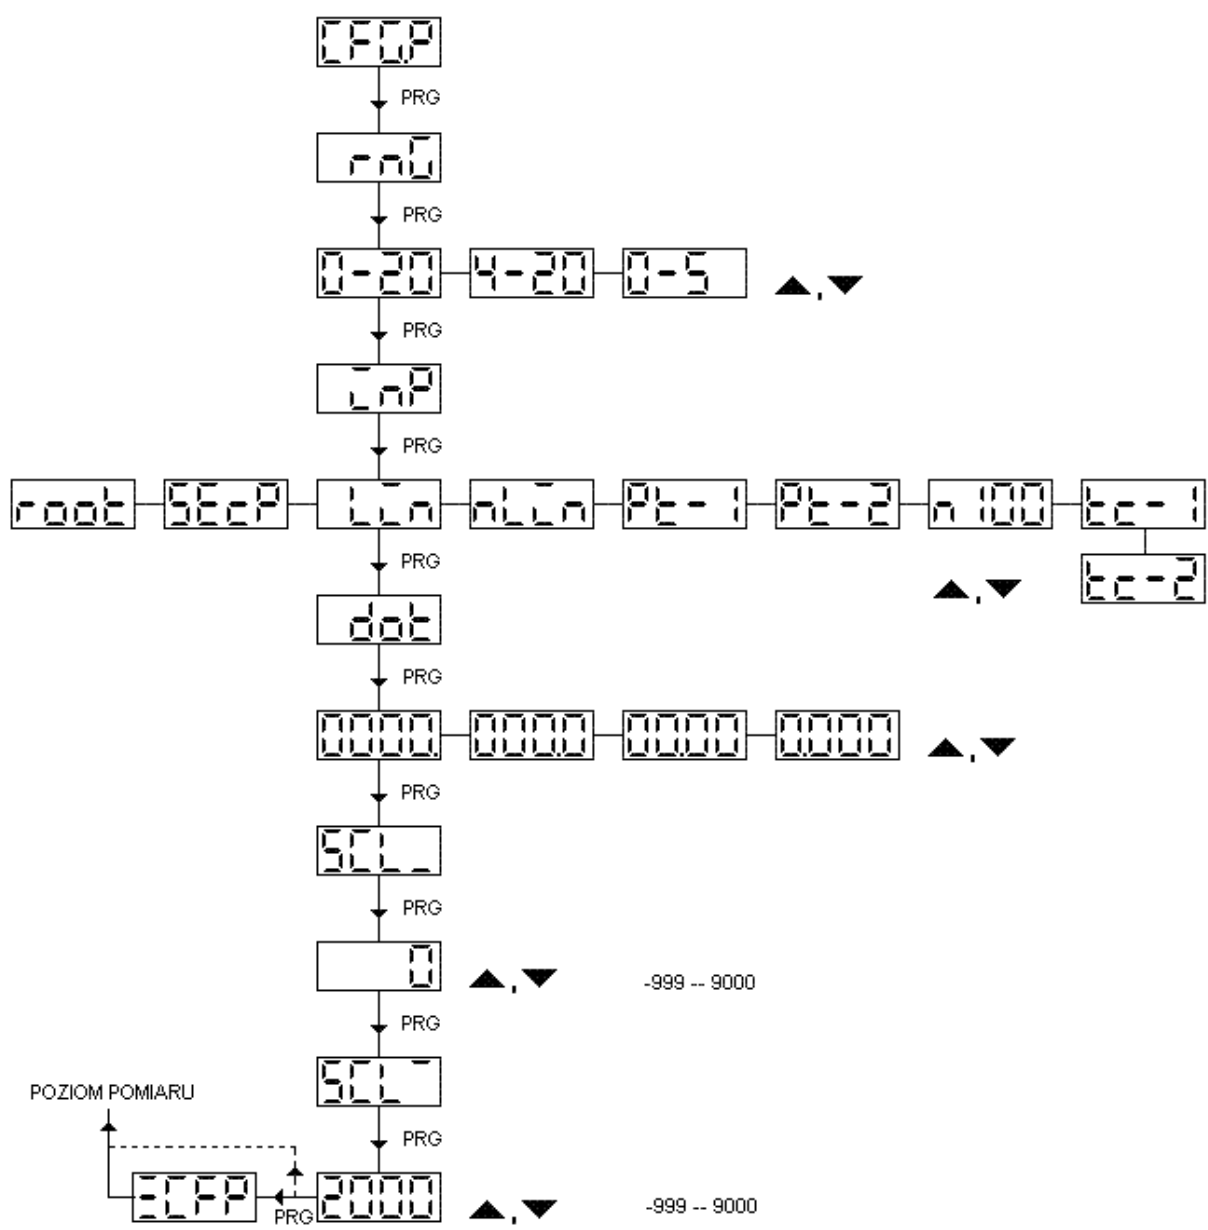 CFG.P
PRG
rnG
PRG
0-20 4-20 0-5 ▲,▼
PRG
inP
PRG
root SEcP Lin nLin Pt-1 Pt-2 n100 tc-1
PRG
▲,▼ tc-2
dot
PRG
0000. 000.0 00.00 0.000 ▲,▼
PRG
SCL_
PRG
0 ▲,▼ -999 -- 9000
PRG
SCL¯
POZIOM POMIARU
PRG
ΞCFP PRG 2000 ▲,▼ -999 -- 9000